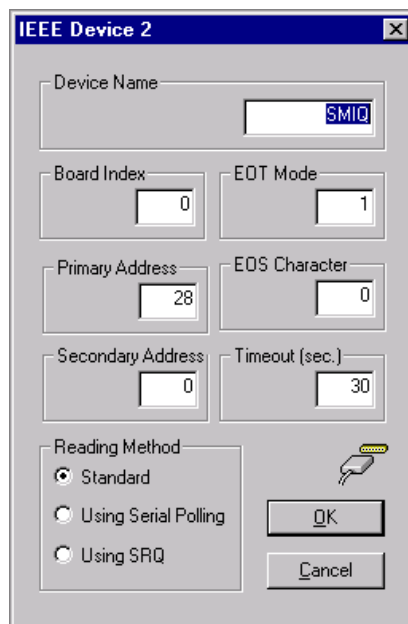 IEEE Device 2
Device Name
SMIQ
Board Index
0
EOT Mode
1
Primary Address
28
EOS Character
0
Secondary Address
0
Timeout (sec.)
30
Reading Method
Standard
Using Serial Polling
Using SRQ
OK
Cancel